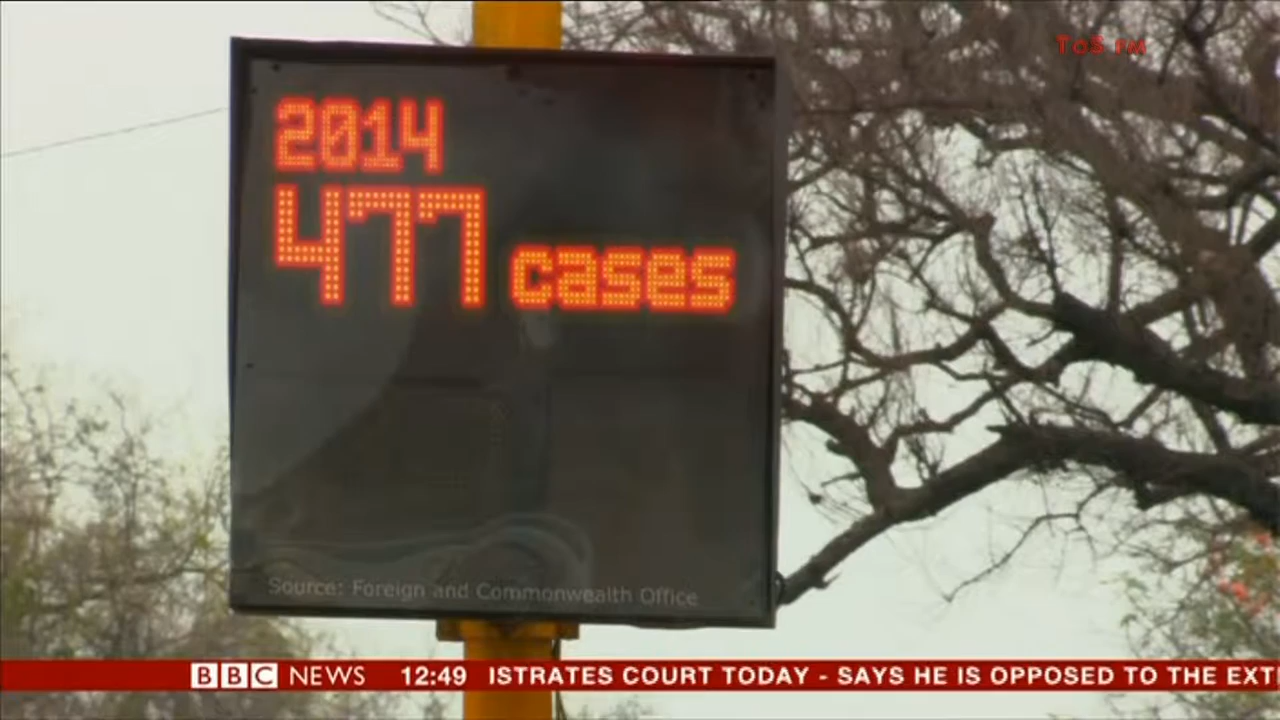 ToS FM
2014
477 cases
Source: Foreign and Commonwealth Office
BBC NEWS 12:49 ISTRATES COURT TODAY - SAYS HE IS OPPOSED TO THE EXT